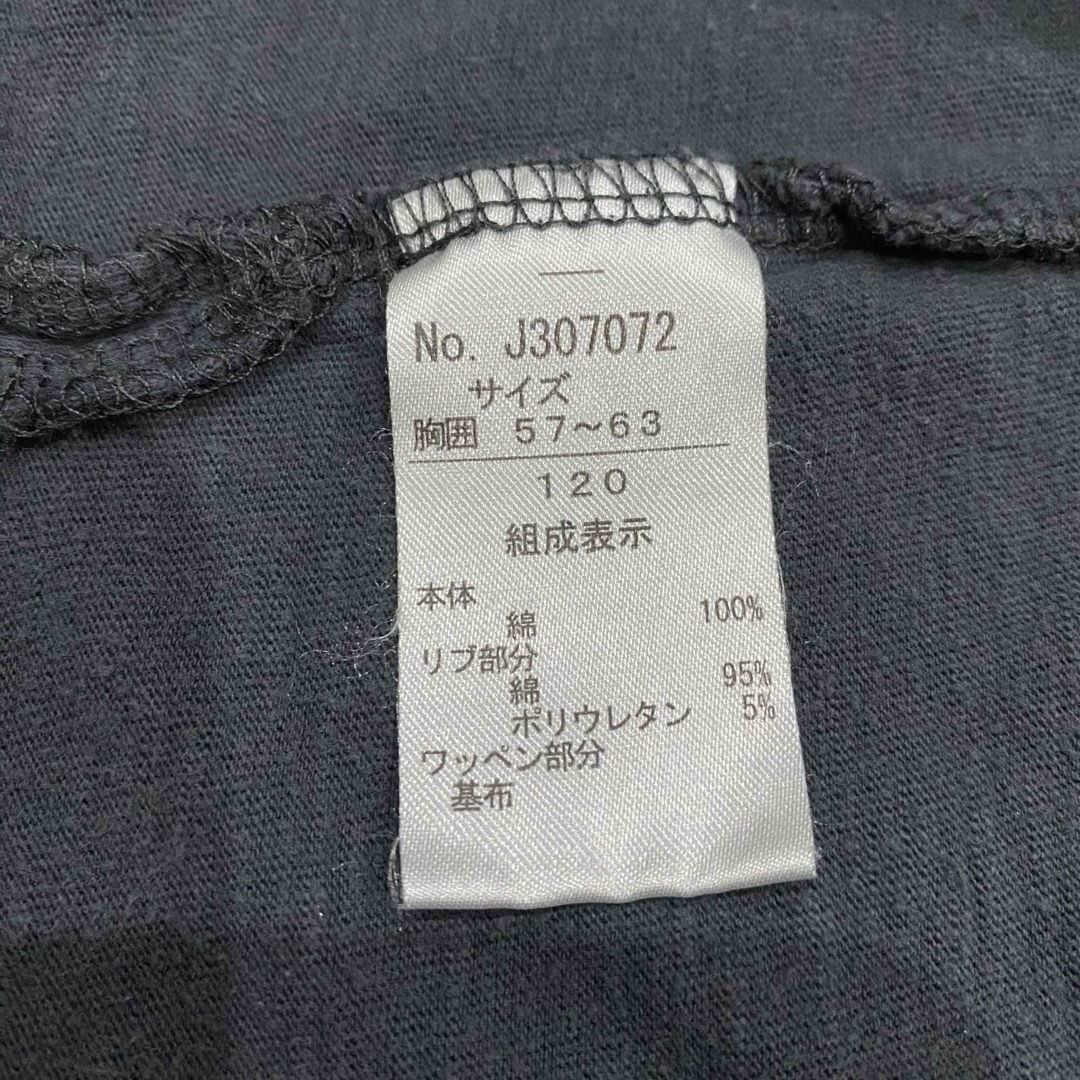 No. J307072
サイズ
胸囲 57～63
120
組成表示
本体
綿 100%
リブ部分
綿 95%
ポリウレタン 5%
ワッペン部分
基布